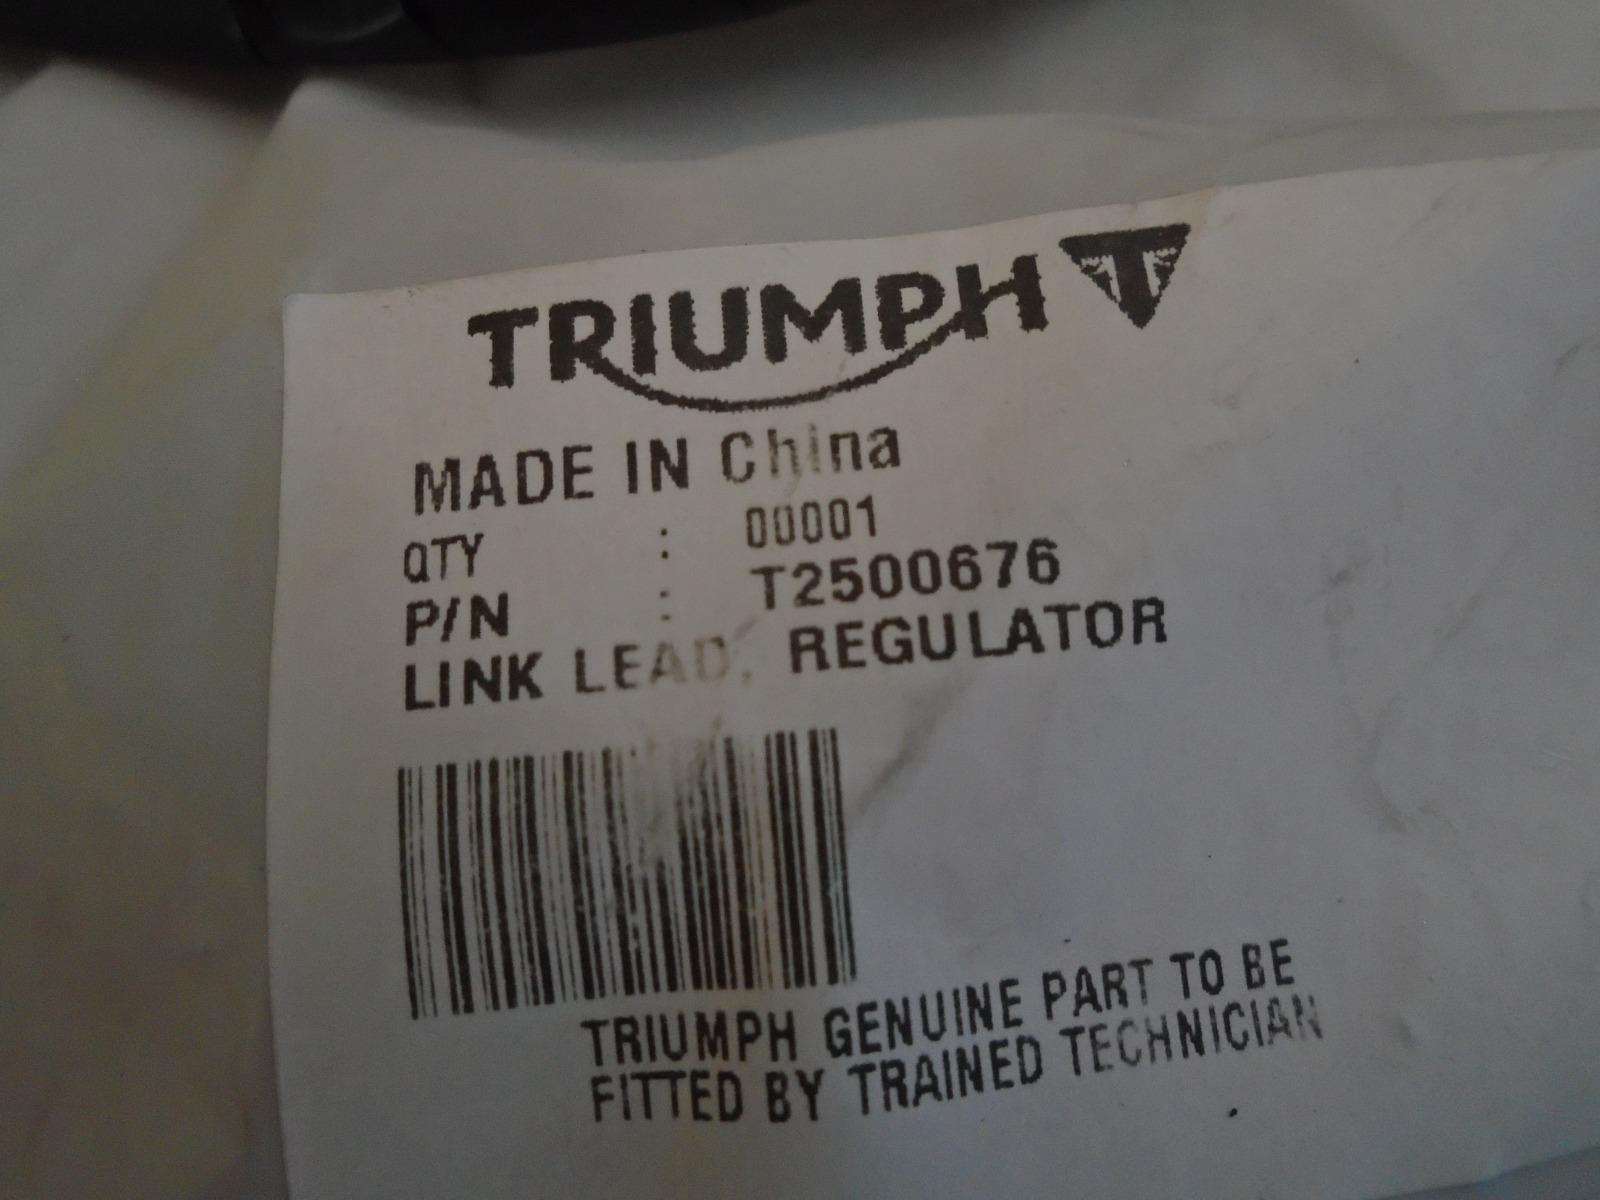 TRIUMPH T
MADE IN China
QTY : 00001
P/N : T2500676
LINK LEAD, REGULATOR
TRIUMPH GENUINE PART TO BE
FITTED BY TRAINED TECHNICIAN